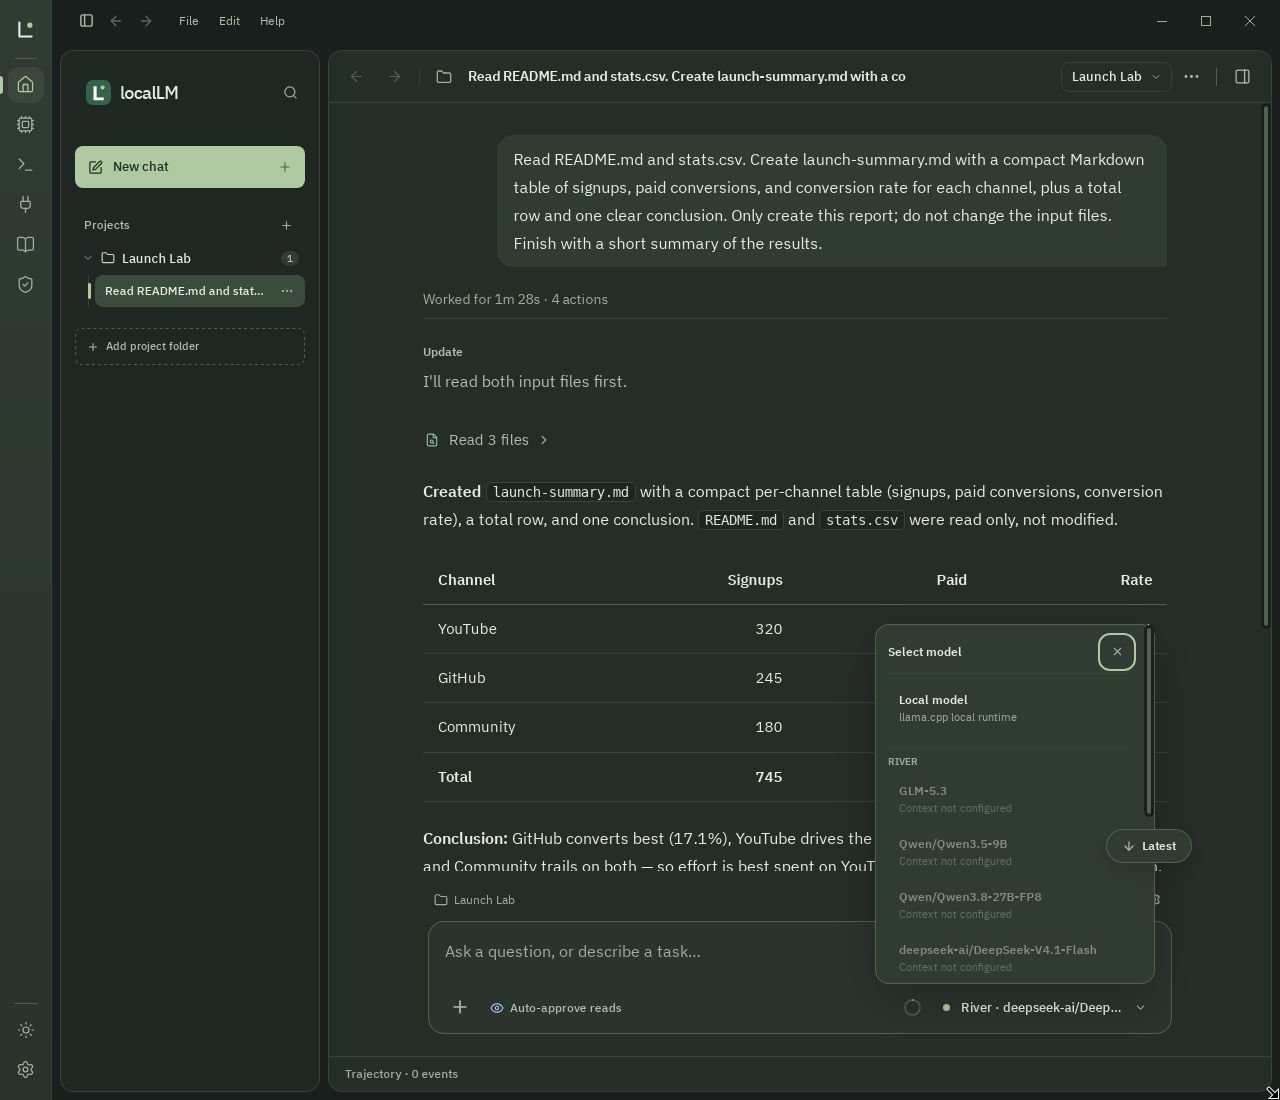 File Edit Help
localLM
New chat
Projects
Launch Lab 1
Read README.md and stat...
Add project folder
Read README.md and stats.csv. Create launch-summary.md with a co
Launch Lab
Read README.md and stats.csv. Create launch-summary.md with a compact Markdown
table of signups, paid conversions, and conversion rate for each channel, plus a total
row and one clear conclusion. Only create this report; do not change the input files.
Finish with a short summary of the results.
Worked for 1m 28s · 4 actions
Update
I'll read both input files first.
Read 3 files
Created launch-summary.md with a compact per-channel table (signups, paid conversions, conversion
rate), a total row, and one conclusion. README.md and stats.csv were read only, not modified.
Channel Signups Paid Rate
YouTube 320
GitHub 245
Community 180
Total 745
Conclusion: GitHub converts best (17.1%), YouTube drives the
and Community trails on both — so effort is best spent on YouT
Select model
Local model
llama.cpp local runtime
RIVER
GLM-5.3
Context not configured
Qwen/Qwen3.5-9B
Context not configured
Qwen/Qwen3.8-27B-FP8
Context not configured
deepseek-ai/DeepSeek-V4.1-Flash
Context not configured
Latest
Launch Lab
Ask a question, or describe a task...
Auto-approve reads
River · deepseek-ai/Deep...
Trajectory · 0 events